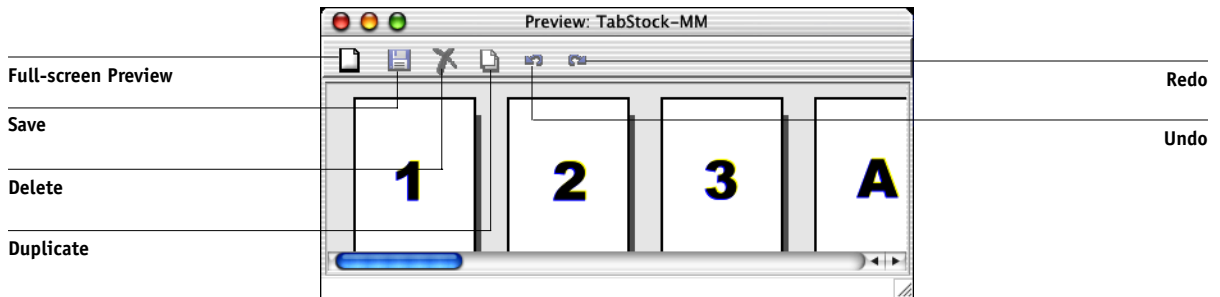 Preview: TabStock-MM
Full-screen Preview
Redo
Save
Undo
Delete
Duplicate
1 2 3 A